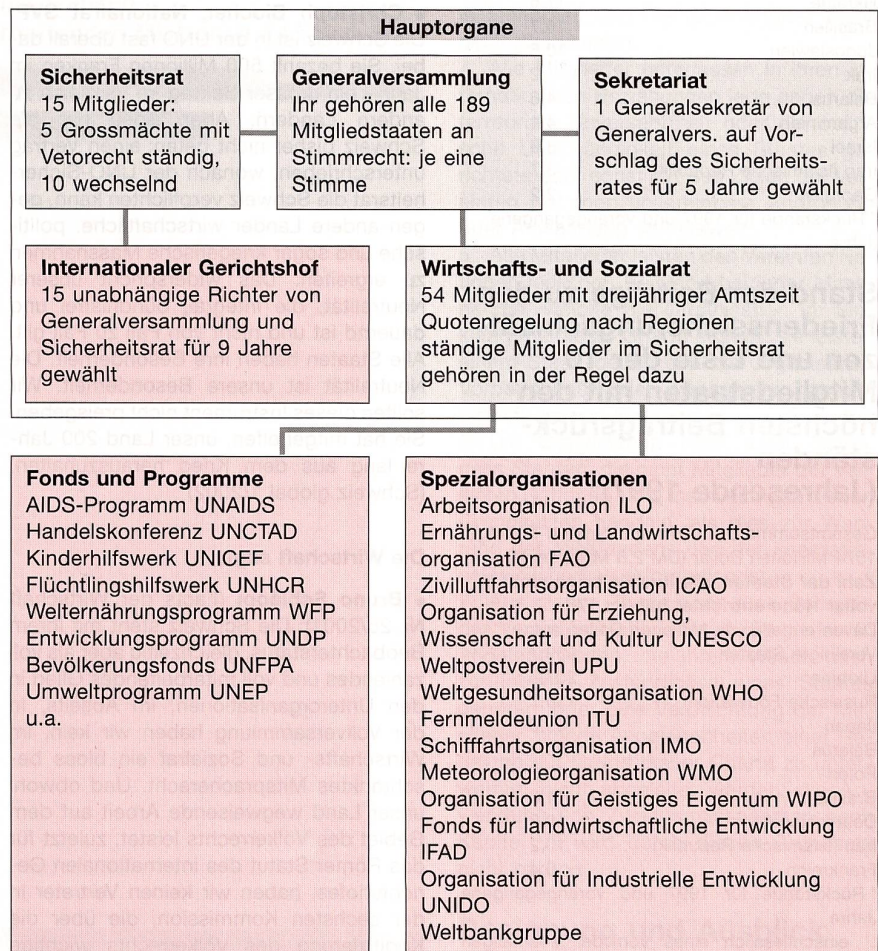 Hauptorgane
Sicherheitsrat
15 Mitglieder:
5 Grossmächte mit
Vetorecht ständig,
10 wechselnd
Generalversammlung
Ihr gehören alle 189
Mitgliedstaaten an
Stimmrecht: je eine
Stimme
Sekretariat
1 Generalsekretär von
Generalvers. auf Vor-
schlag des Sicherheits-
rates für 5 Jahre gewählt
Internationaler Gerichtshof
15 unabhängige Richter von
Generalversammlung und
Sicherheitsrat für 9 Jahre
gewählt
Wirtschafts- und Sozialrat
54 Mitglieder mit dreijähriger Amtszeit
Quotenregelung nach Regionen
ständige Mitglieder im Sicherheitsrat
gehören in der Regel dazu
Fonds und Programme
AIDS-Programm UNAIDS
Handelskonferenz UNCTAD
Kinderhilfswerk UNICEF
Flüchtlingshilfswerk UNHCR
Welternährungsprogramm WFP
Entwicklungsprogramm UNDP
Bevölkerungsfonds UNFPA
Umweltprogramm UNEP
u.a.
Spezialorganisationen
Arbeitsorganisation ILO
Ernährungs- und Landwirtschafts-
organisation FAO
Zivilluftfahrtorganisation ICAO
Organisation für Erziehung,
Wissenschaft und Kultur UNESCO
Weltpostverein UPU
Weltgesundheitsorganisation WHO
Fernmeldeunion ITU
Schifffahrtsorganisation IMO
Meteorologieorganisation WMO
Organisation für Geistiges Eigentum WIPO
Fonds für landwirtschaftliche Entwicklung
IFAD
Organisation für Industrielle Entwicklung
UNIDO
Weltbankgruppe